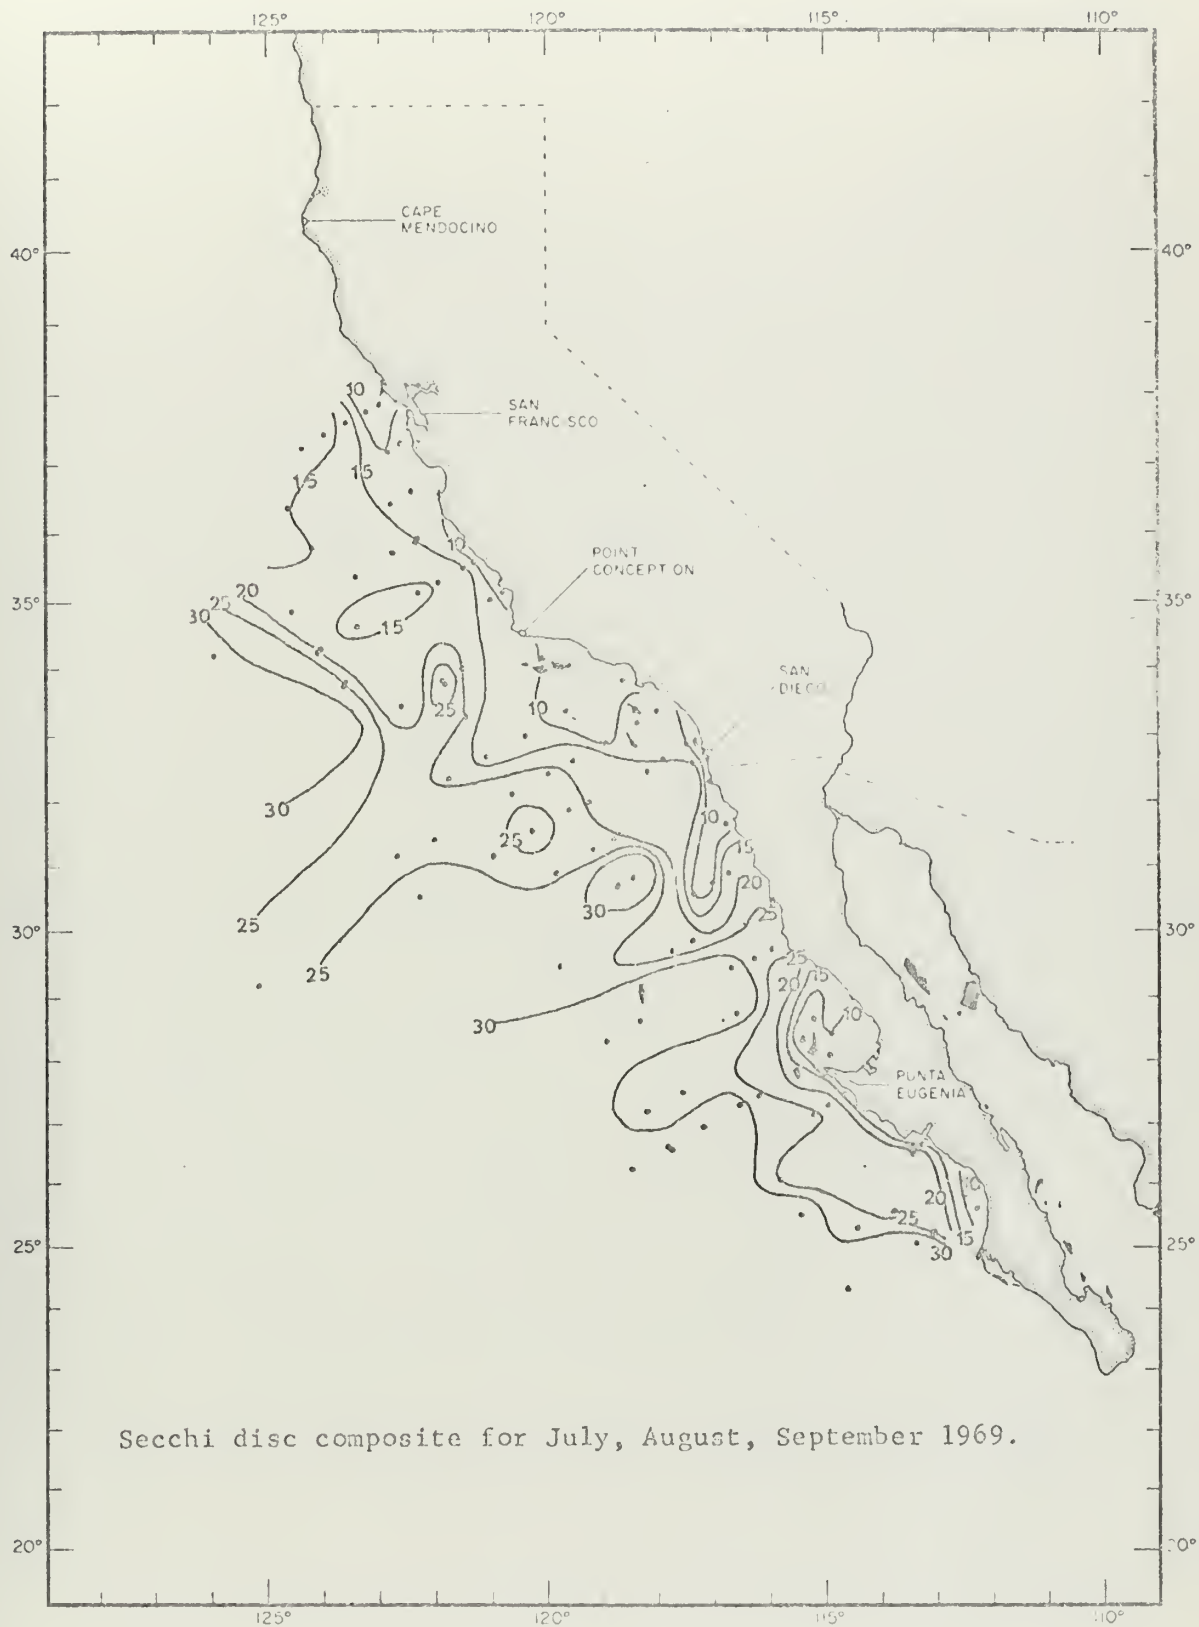 125° 120° 115° 110°
CAPE
MENDOCINO
40° 40°
10
SAN
FRANCISCO
15 15
10
POINT
CONCEPTION
35° 35°
20
25
30
15
SAN
DIEGO
25
10
30
10
25
15
20
30
25
25
30° 30°
25
25
20 15
30
10
PUNTA
EUGENIA
10
20
25
15
30
25° 25°
Secchi disc composite for July, August, September 1969.
20° 20°
125° 120° 115° 110°